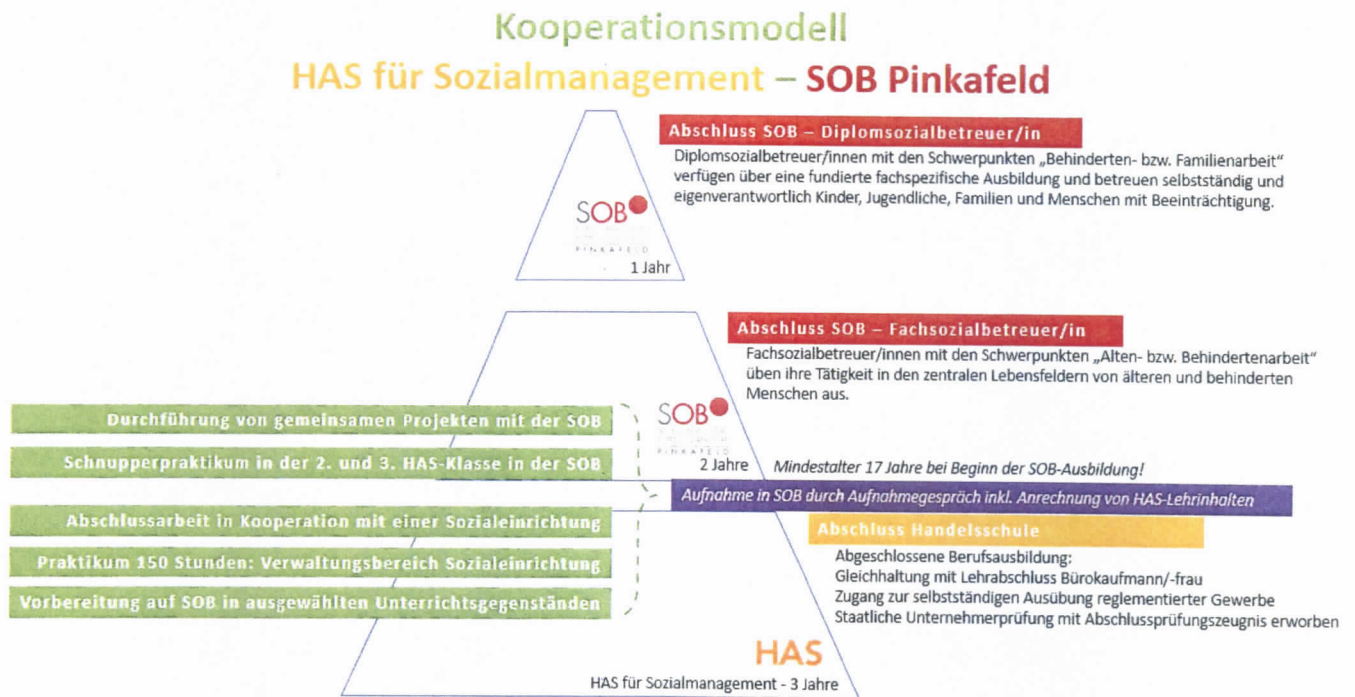 Kooperationsmodell
HAS für Sozialmanagement – SOB Pinkafeld
Abschluss SOB – Diplomsozialbetreuer/in
Diplomsozialbetreuer/innen mit den Schwerpunkten „Behinderten- bzw. Familienarbeit“
verfügen über eine fundierte fachspezifische Ausbildung und betreuen selbstständig und
eigenverantwortlich Kinder, Jugendliche, Familien und Menschen mit Beeinträchtigung.
SOB
PINKAFELD
1 Jahr
Abschluss SOB – Fachsozialbetreuer/in
Fachsozialbetreuer/innen mit den Schwerpunkten „Alten- bzw. Behindertenarbeit“
üben ihre Tätigkeit in den zentralen Lebensfeldern von älteren und behinderten
Menschen aus.
SOB
PINKAFELD
2 Jahre
Mindestalter 17 Jahre bei Beginn der SOB-Ausbildung!
Durchführung von gemeinsamen Projekten mit der SOB
Schnupperpraktikum in der 2. und 3. HAS-Klasse in der SOB
Abschlussarbeit in Kooperation mit einer Sozialeinrichtung
Praktikum 150 Stunden: Verwaltungsbereich Sozialeinrichtung
Vorbereitung auf SOB in ausgewählten Unterrichtsgegenständen
Aufnahme in SOB durch Aufnahmegespräch inkl. Anrechnung von HAS-Lehrinhalten
Abschluss Handelsschule
Abgeschlossene Berufsausbildung:
Gleichhaltung mit Lehrabschluss Bürokaufmann/-frau
Zugang zur selbstständigen Ausübung reglementierter Gewerbe
Staatliche Unternehmerprüfung mit Abschlussprüfungszeugnis erworben
HAS
HAS für Sozialmanagement - 3 Jahre